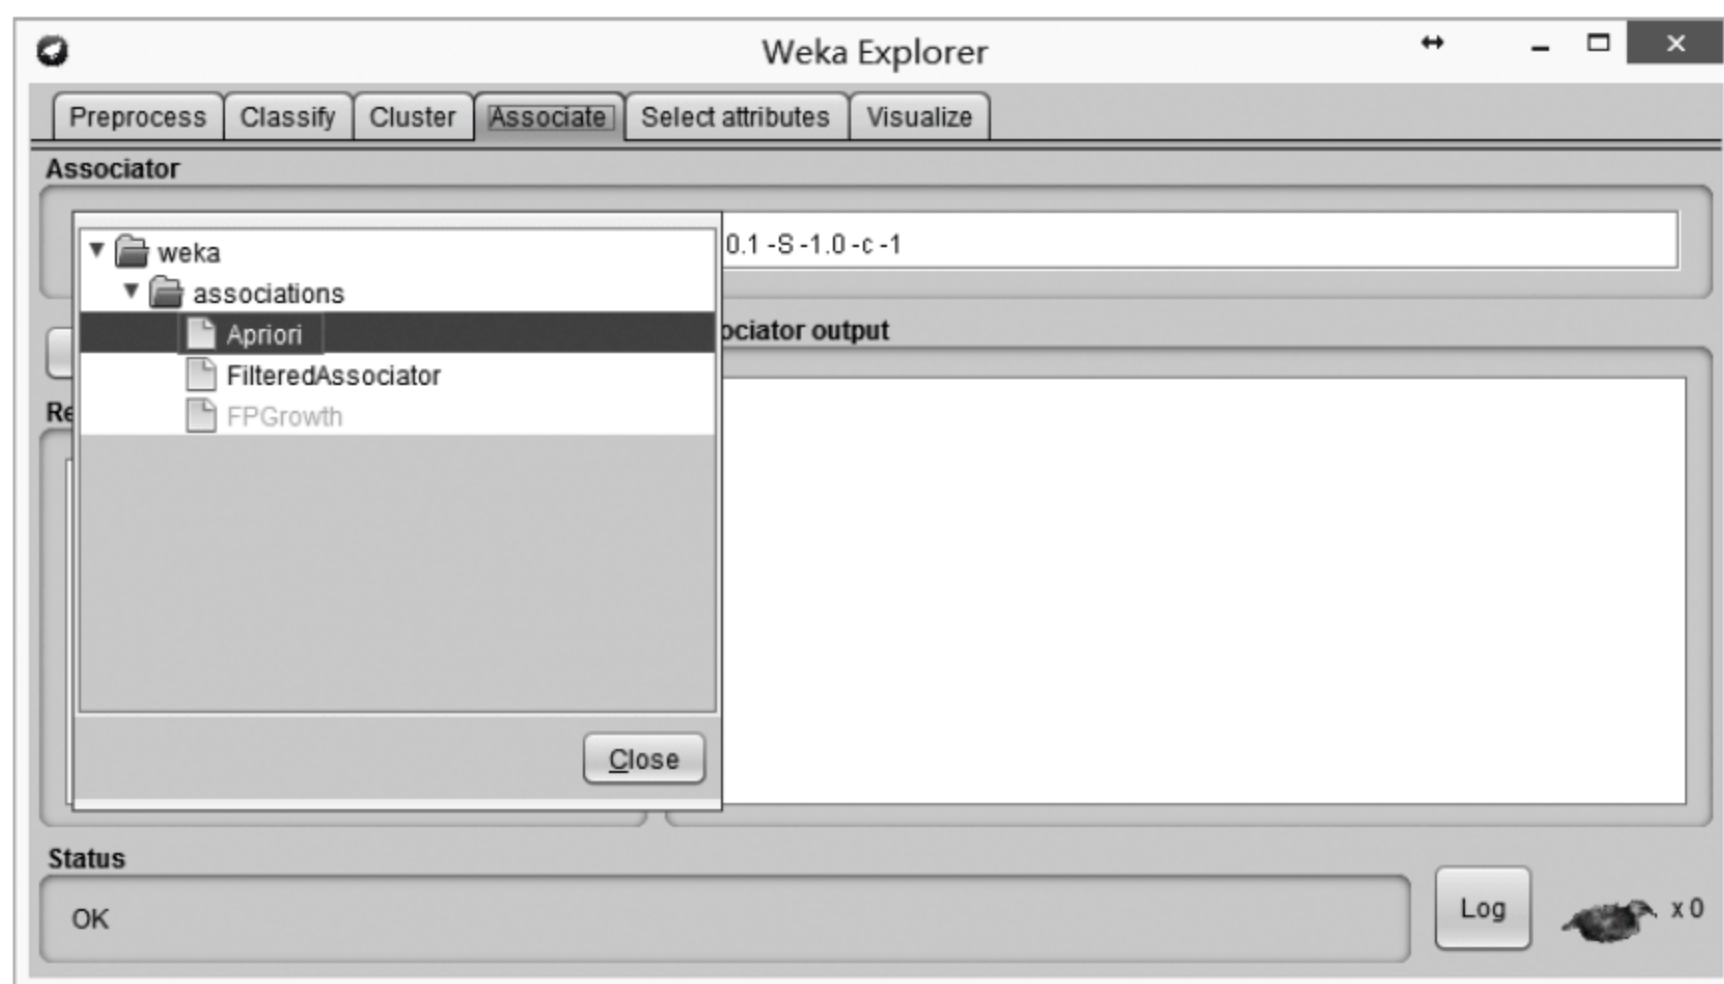 Weka Explorer
Preprocess Classify Cluster Associate Select attributes Visualize
Associator
0.1 -S -1.0 -c -1
weka
associations
Apriori
FilteredAssociator
FPGrowth
ociator output
Re
Close
Status
OK
Log
x 0